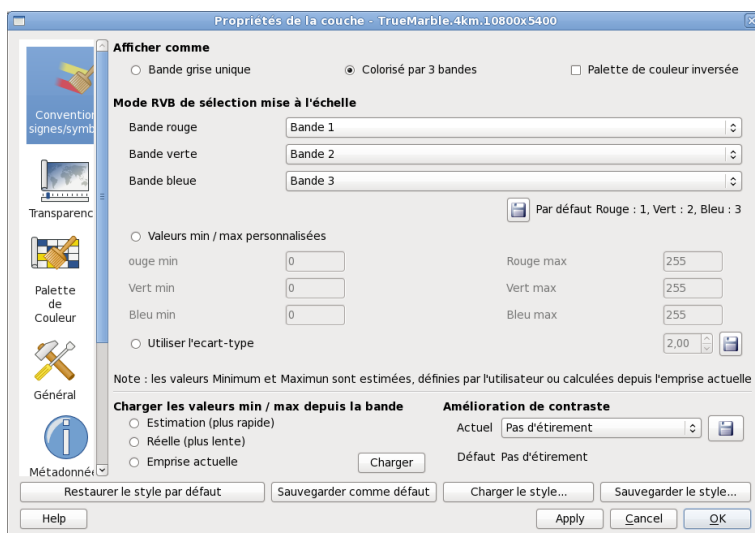 Propriétés de la couche - TrueMarble.4km.10800x5400
Convention
signes/symb
Transparenc
Palette
de
Couleur
Général
Métadonnée
Afficher comme
Bande grise unique
Colorisé par 3 bandes
Palette de couleur inversée
Mode RVB de sélection mise à l'échelle
Bande rouge Bande 1
Bande verte Bande 2
Bande bleue Bande 3
Par défaut Rouge : 1, Vert : 2, Bleu : 3
Valeurs min / max personnalisées
ouge min 0 Rouge max 255
Vert min 0 Vert max 255
Bleu min 0 Bleu max 255
Utiliser l'ecart-type 2,00
Note : les valeurs Minimum et Maximun sont estimées, définies par l'utilisateur ou calculées depuis l'emprise actuelle
Charger les valeurs min / max depuis la bande
Estimation (plus rapide)
Réelle (plus lente)
Emprise actuelle Charger
Amélioration de contraste
Actuel Pas d'étirement
Défaut Pas d'étirement
Restaurer le style par défaut Sauvegarder comme défaut Charger le style... Sauvegarder le style...
Help Apply Cancel OK